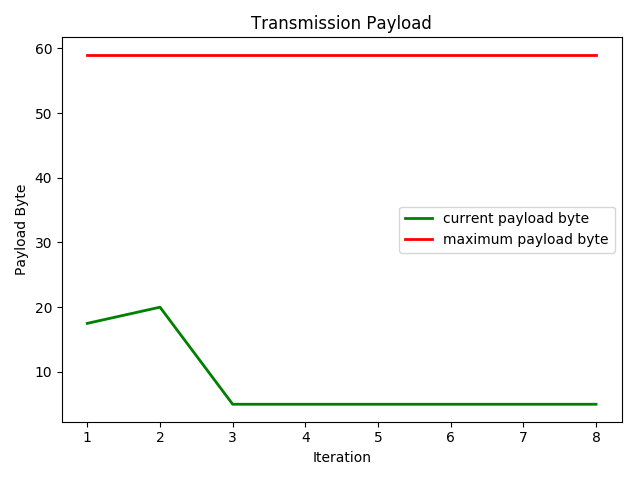 Transmission Payload
Payload Byte
60
50
40
30
20
10
current payload byte
maximum payload byte
1 2 3 4 5 6 7 8
Iteration